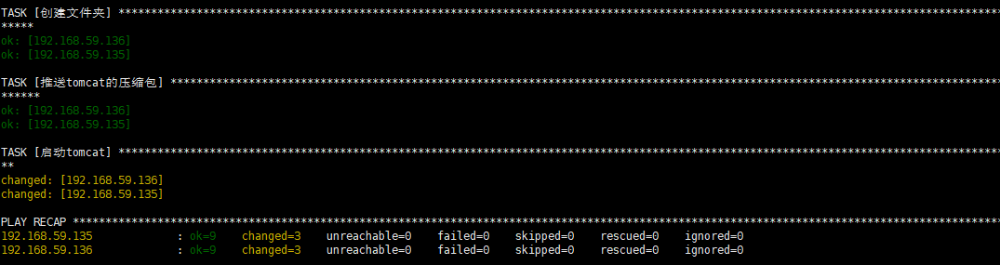 TASK [创建文件夹] ****************************************************************************************************************************************
*****
ok: [192.168.59.136]
ok: [192.168.59.135]
TASK [推送tomcat的压缩包] ********************************************************************************************************************************
******
ok: [192.168.59.136]
ok: [192.168.59.135]
TASK [启动tomcat] ****************************************************************************************************************************************
**
changed: [192.168.59.136]
changed: [192.168.59.135]
PLAY RECAP ***********************************************************************************************************************************************
192.168.59.135 : ok=9 changed=3 unreachable=0 failed=0 skipped=0 rescued=0 ignored=0
192.168.59.136 : ok=9 changed=3 unreachable=0 failed=0 skipped=0 rescued=0 ignored=0